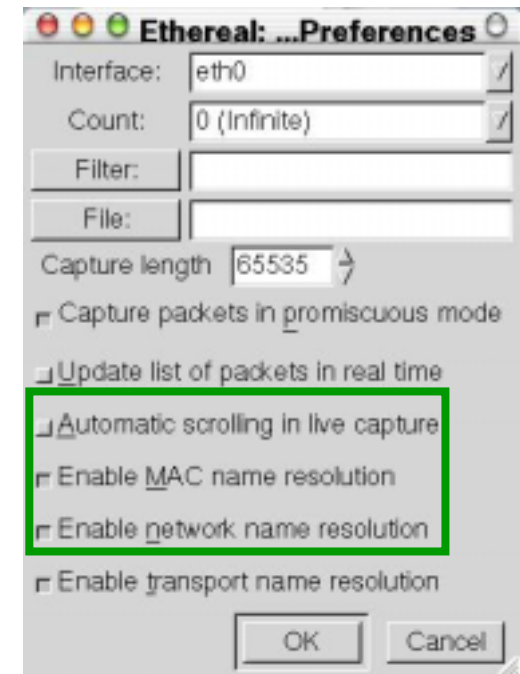 Ethereal: ...Preferences
Interface: eth0
Count: 0 (Infinite)
Filter:
File:
Capture length 65535
Capture packets in promiscuous mode
Update list of packets in real time
Automatic scrolling in live capture
Enable MAC name resolution
Enable network name resolution
Enable transport name resolution
OK Cancel